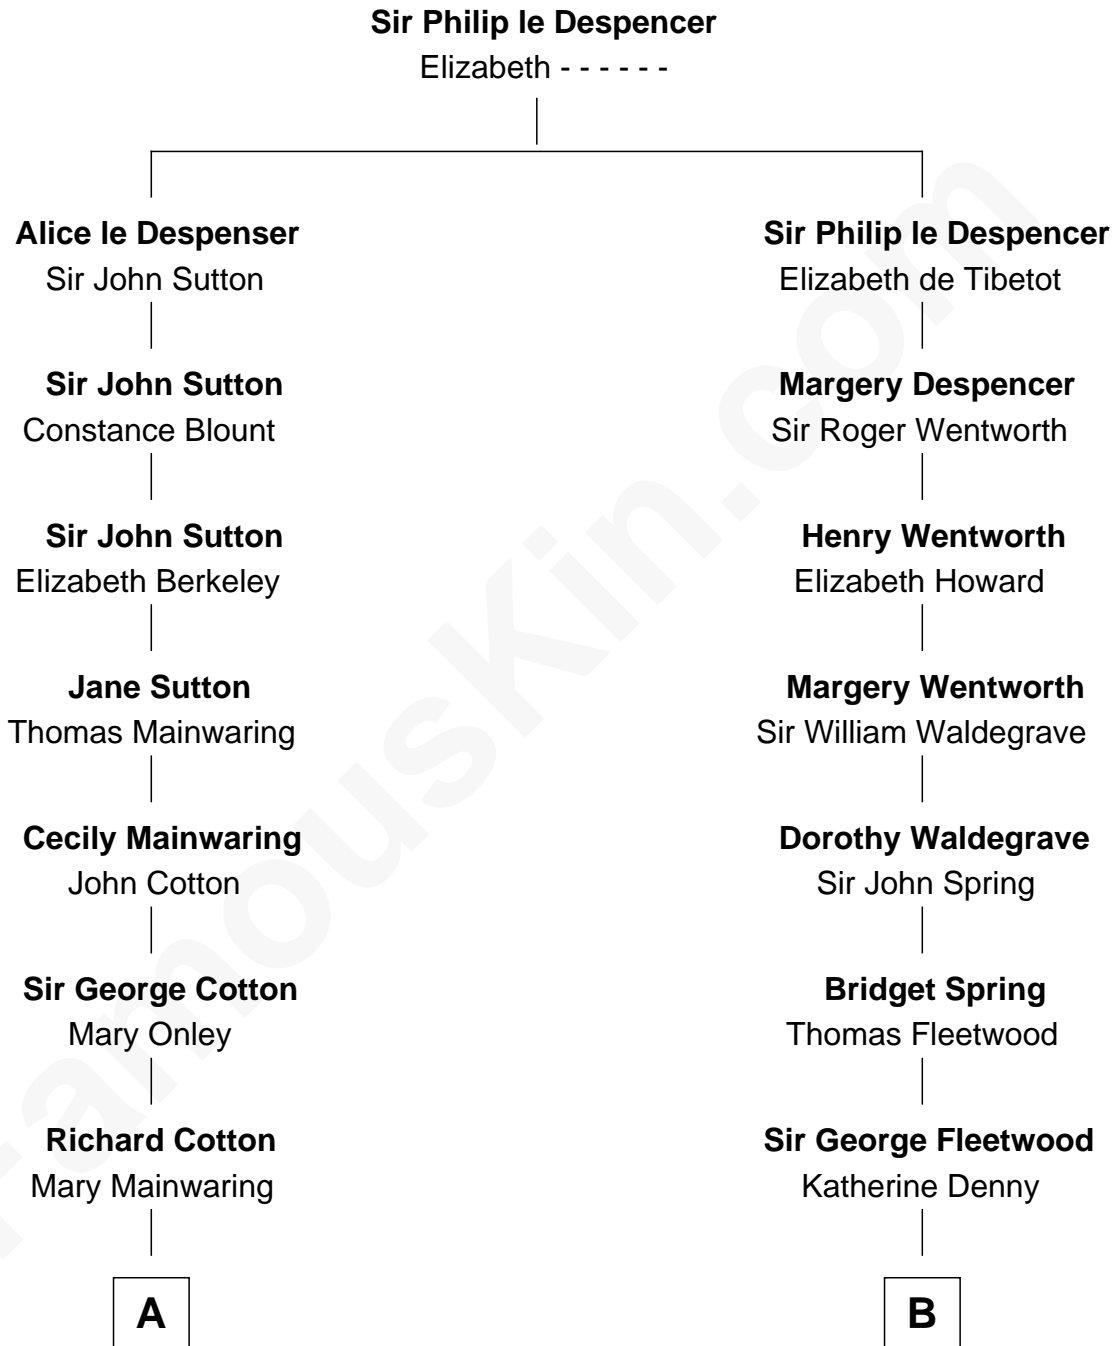 Sir Philip le Despencer
Elizabeth - - - - - -
Alice le Despenser
Sir John Sutton
Sir Philip le Despencer
Elizabeth de Tibetot
Sir John Sutton
Constance Blount
Margery Despencer
Sir Roger Wentworth
Sir John Sutton
Elizabeth Berkeley
Henry Wentworth
Elizabeth Howard
Jane Sutton
Thomas Mainwaring
Margery Wentworth
Sir William Waldegrave
Cecily Mainwaring
John Cotton
Dorothy Waldegrave
Sir John Spring
Sir George Cotton
Mary Onley
Bridget Spring
Thomas Fleetwood
Richard Cotton
Mary Mainwaring
Sir George Fleetwood
Katherine Denny
A
B
FamousKin.com